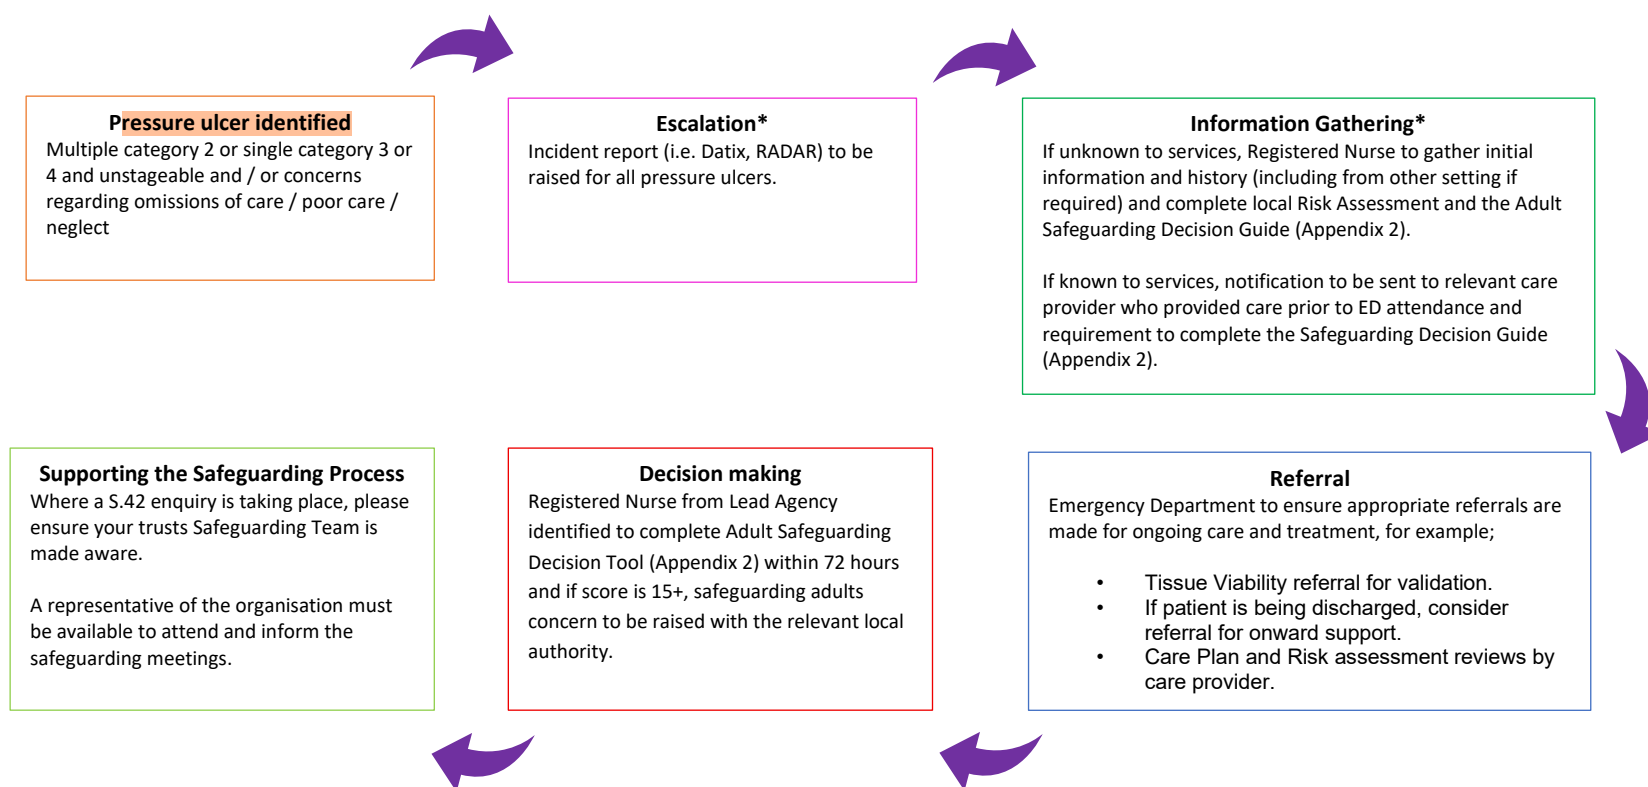 Pressure ulcer identified
Multiple category 2 or single category 3 or
4 and unstageable and / or concerns
regarding omissions of care / poor care /
neglect
Escalation*
Incident report (i.e. Datix, RADAR) to be
raised for all pressure ulcers.
Information Gathering*
If unknown to services, Registered Nurse to gather initial
information and history (including from other setting if
required) and complete local Risk Assessment and the Adult
Safeguarding Decision Guide (Appendix 2).
If known to services, notification to be sent to relevant care
provider who provided care prior to ED attendance and
requirement to complete the Safeguarding Decision Guide
(Appendix 2).
Referral
Emergency Department to ensure appropriate referrals are
made for ongoing care and treatment, for example;
• Tissue Viability referral for validation.
• If patient is being discharged, consider
referral for onward support.
• Care Plan and Risk assessment reviews by
care provider.
Decision making
Registered Nurse from Lead Agency
identified to complete Adult Safeguarding
Decision Tool (Appendix 2) within 72 hours
and if score is 15+, safeguarding adults
concern to be raised with the relevant local
authority.
Supporting the Safeguarding Process
Where a S.42 enquiry is taking place, please
ensure your trusts Safeguarding Team is
made aware.
A representative of the organisation must
be available to attend and inform the
safeguarding meetings.